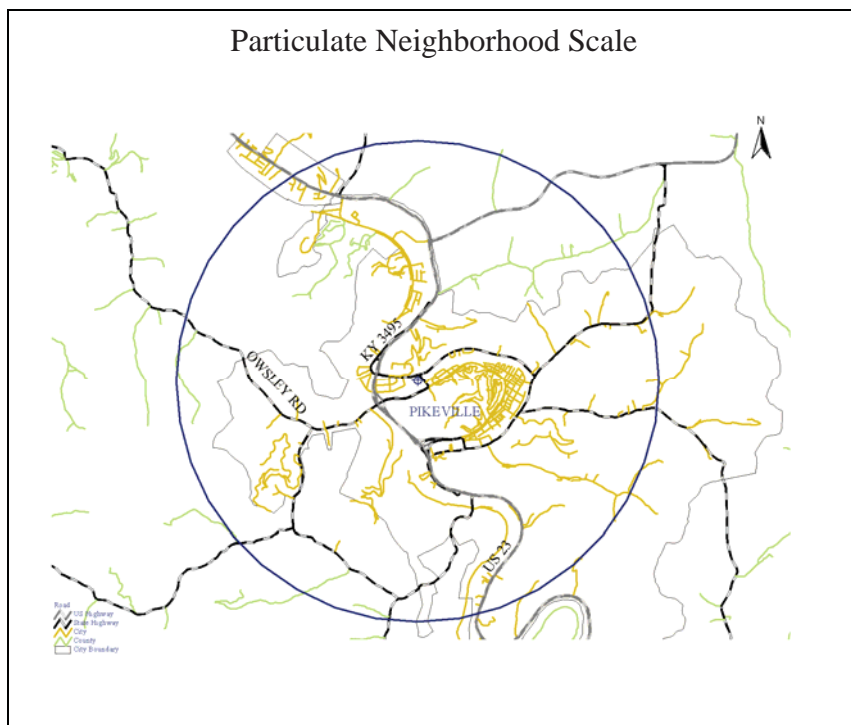 Particulate Neighborhood Scale
N
KY 3495
OWSLEY RD
PIKEVILLE
US 23
Road
US Highway
State Highway
City
County
City Boundary